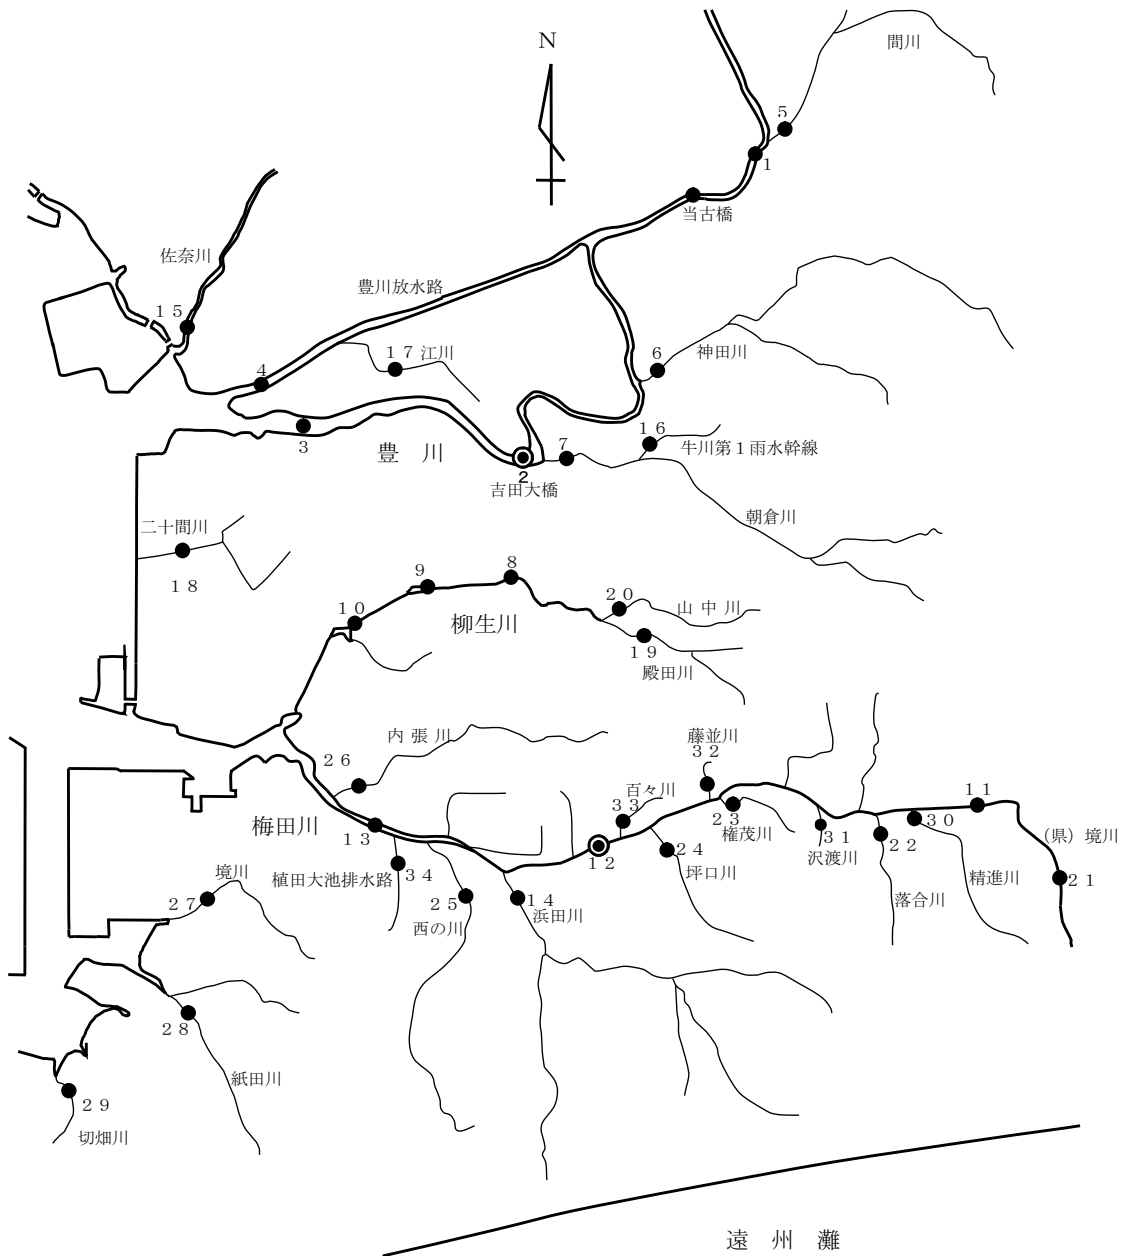 N
間川
５
１
当古橋
佐奈川
豊川放水路
１５
１７ 江川
６
神田川
４
３
豊 川
７
１６
牛川第１雨水幹線
２
吉田大橋
朝倉川
二十間川
１８
９
８
１０
柳生川
２０
山中川
１９
殿田川
内張川
２６
藤並川
３２
百々川
３３
２３
権茂川
１１
３０
（県）境川
梅田川
１３
１２
２４
坪口川
３１
沢渡川
２２
落合川
精進川
２１
植田大池排水路
３４
境川
２７
２５
西の川
１４
浜田川
２８
紙田川
２９
切畑川
遠 州 灘